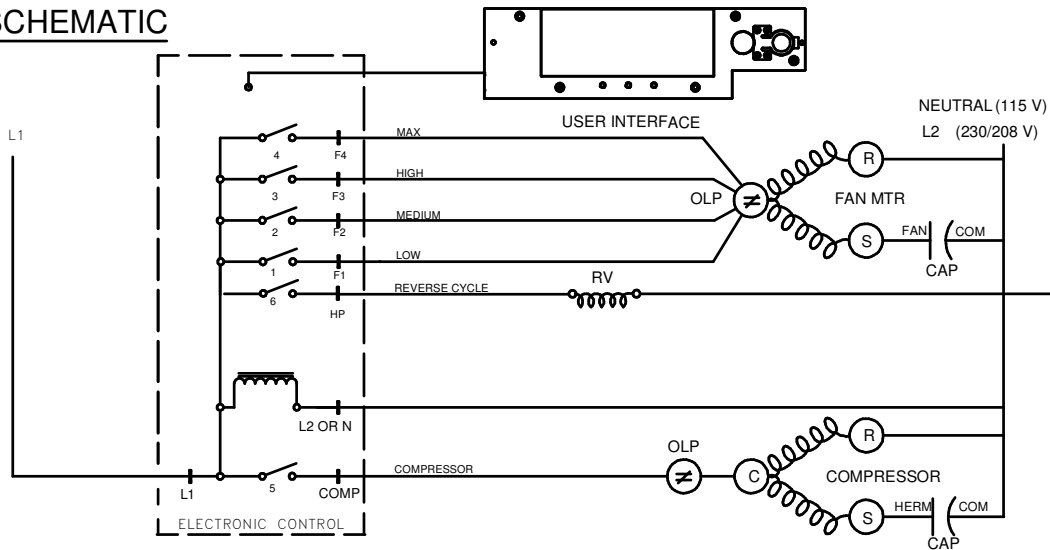 SCHEMATIC
NEUTRAL (115 V)
L2 (230/208 V)
L1
USER INTERFACE
MAX
4
F4
HIGH
3
F3
OLP
R
FAN MTR
MEDIUM
2
F2
LOW
1
F1
S
FAN
COM
CAP
REVERSE CYCLE
RV
6
HP
L2 OR N
OLP
R
COMPRESSOR
C
COMPRESSOR
L1
5
COMP
S
HERM
COM
CAP
ELECTRONIC CONTROL